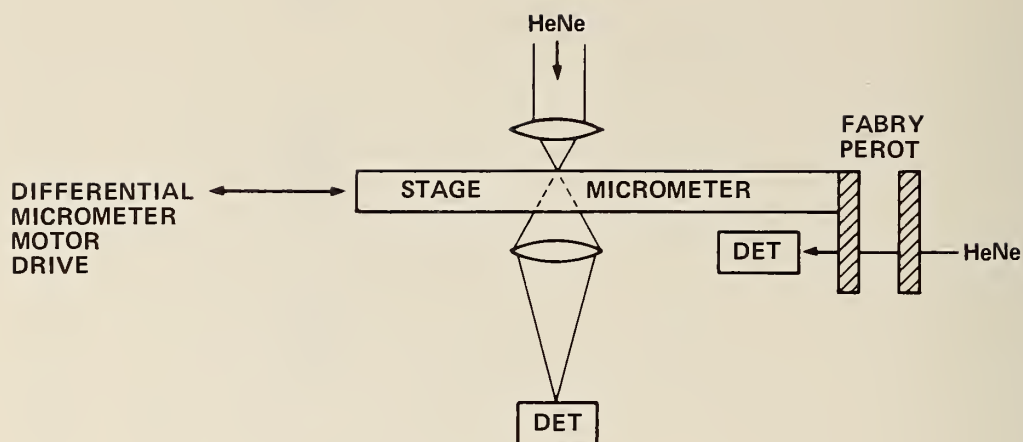 HeNe
FABRY
PEROT
STAGE MICROMETER
DIFFERENTIAL
MICROMETER
MOTOR
DRIVE
DET
HeNe
DET